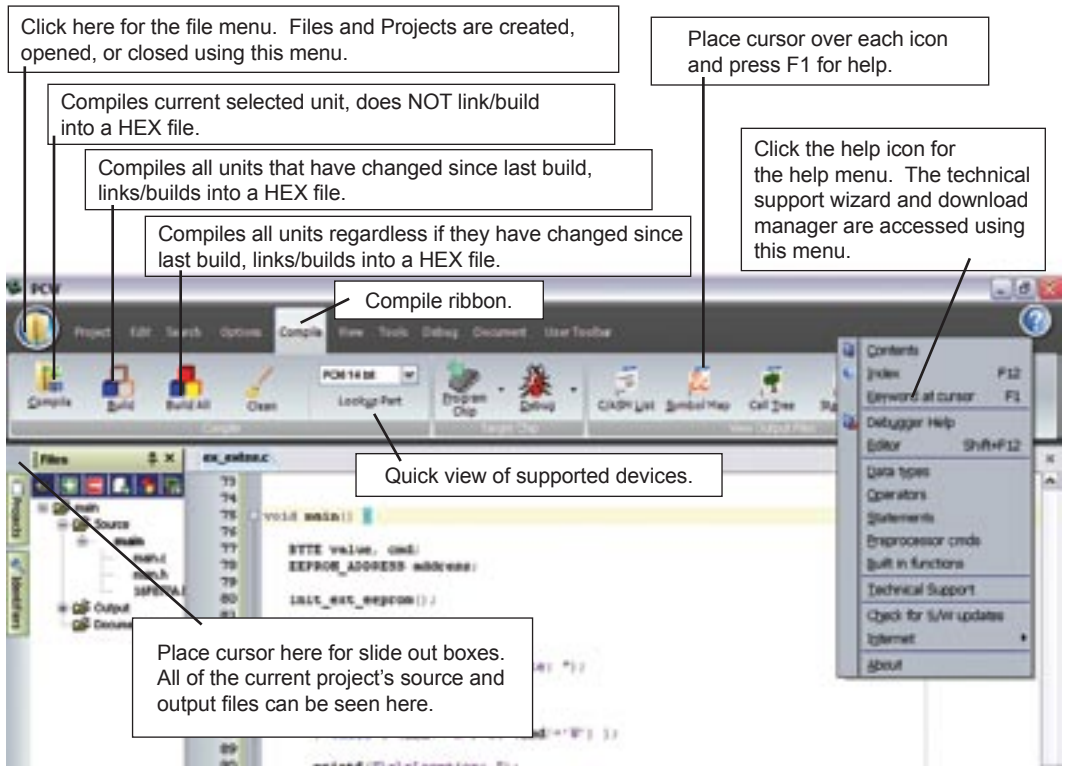 Click here for the file menu. Files and Projects are created,
opened, or closed using this menu.
Place cursor over each icon
and press F1 for help.
Compiles current selected unit, does NOT link/build
into a HEX file.
Compiles all units that have changed since last build,
links/builds into a HEX file.
Click the help icon for
the help menu. The technical
support wizard and download
manager are accessed using
this menu.
Compiles all units regardless if they have changed since
last build, links/builds into a HEX file.
Compile ribbon.
PCW
Project Edit Search Options Compile View Tools Debug Document User Toolbar
Compile Build Build All Clean
PCM 14 bit
Lookup Part
Program Chip
Debug
C/ASM List Symbol Map Call Tree
Compiler
Target Chip
View Output Files
Contents
Index F12
Keyword at cursor F1
Debugger Help
Editor Shift+F12
Data types
Operators
Statements
Preprocessor cmds
Built in functions
Technical Support
Check for S/W updates
Internet
About
Quick view of supported devices.
Files
Projects
Identifiers
main
Source
main
main.c
main.h
Output
ex_extee.c
73
74
75 void main() {
76
77 BYTE value, cmd;
78 EEPROM_ADDRESS address;
79
80 init_ext_eeprom();
81
Place cursor here for slide out boxes.
All of the current project's source and
output files can be seen here.
89
90